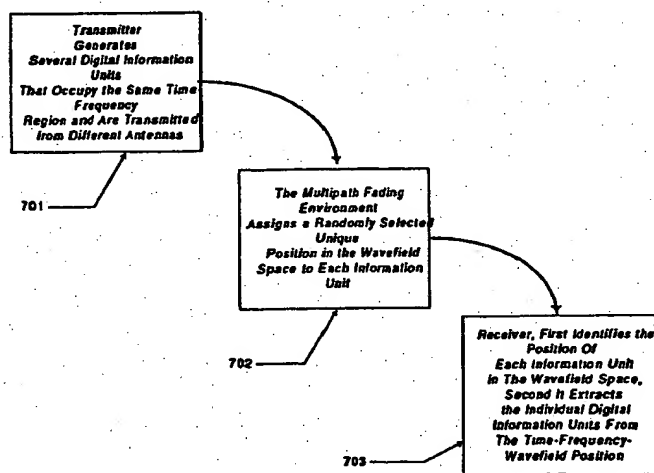 Transmitter
Generates
Several Digital Information
Units
That Occupy the Same Time
Frequency
Region and Are Transmitted
from Different Antennas
701
The Multipath Fading
Environment
Assigns a Randomly Selected
Unique
Position in the Wavefield
Space to Each Information
Unit
702
Receiver, First Identifies the
Position Of
Each Information Unit
in The Wavefield Space,
Second It Extracts
the Individual Digital
Information Units From
The Time-Frequency-
Wavefield Position
703